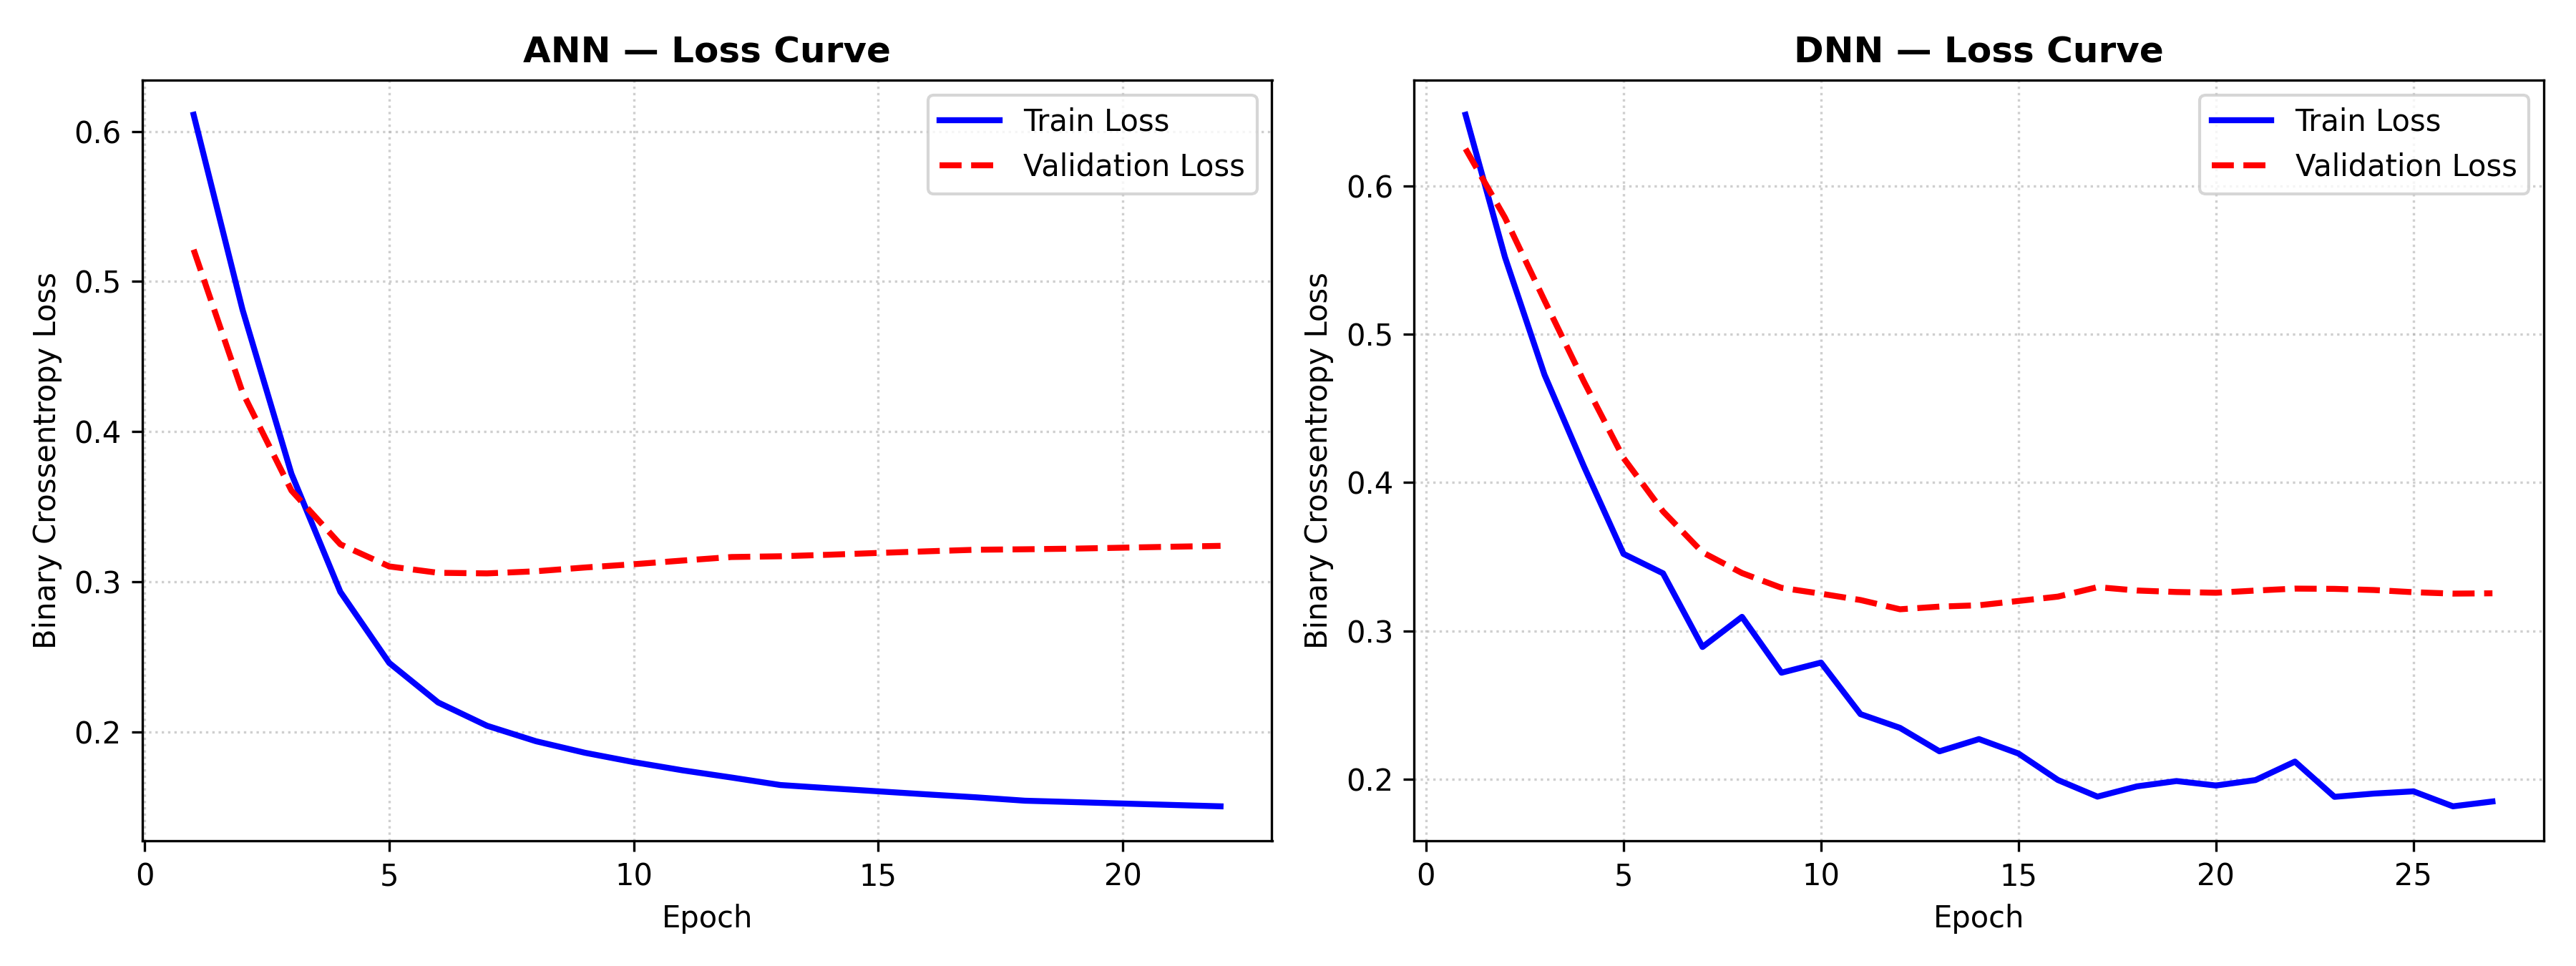 ANN — Loss Curve
Train Loss
Validation Loss
Binary Crossentropy Loss
0.6
0.5
0.4
0.3
0.2
0 5 10 15 20
Epoch
DNN — Loss Curve
Train Loss
Validation Loss
Binary Crossentropy Loss
0.6
0.5
0.4
0.3
0.2
0 5 10 15 20 25
Epoch